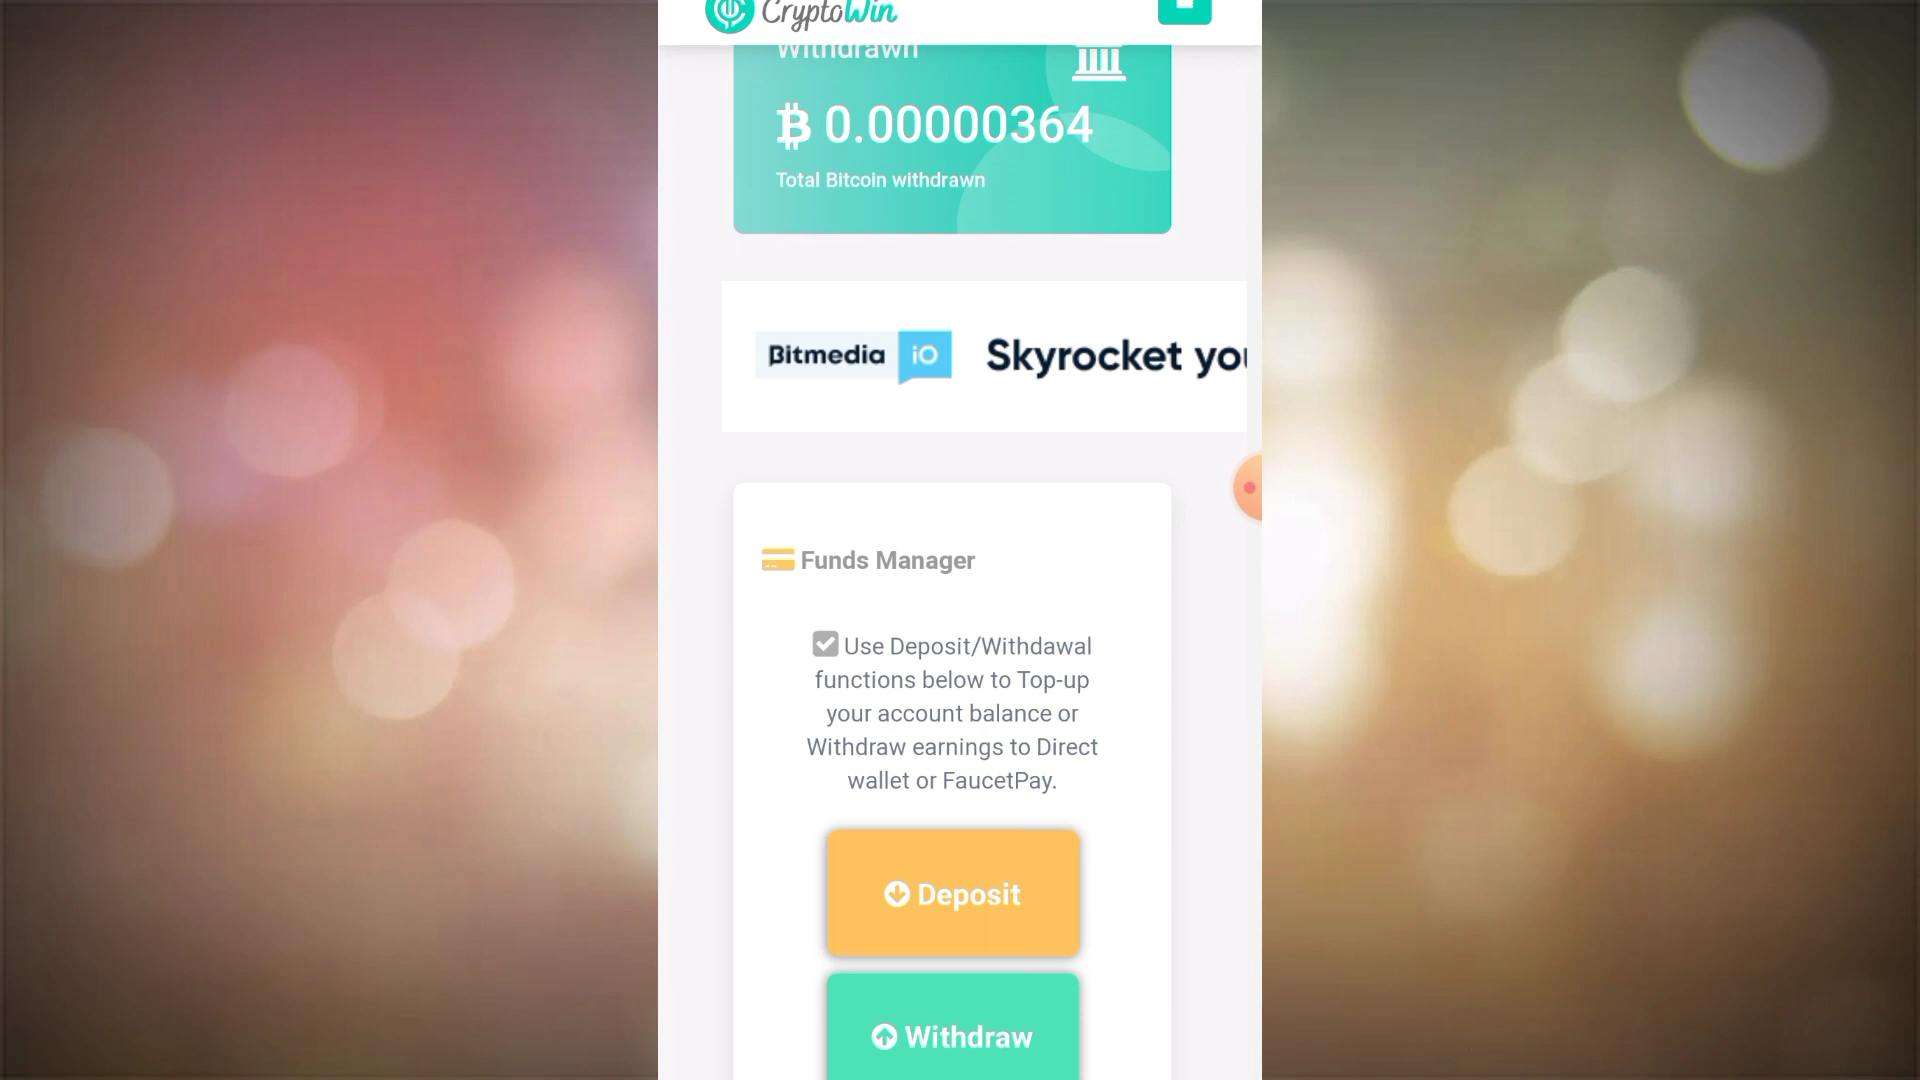 CryptoWin
Withdrawn
₿ 0.00000364
Total Bitcoin withdrawn
Bitmedia iO Skyrocket you
Funds Manager
Use Deposit/Withdawal
functions below to Top-up
your account balance or
Withdraw earnings to Direct
wallet or FaucetPay.
Deposit
Withdraw